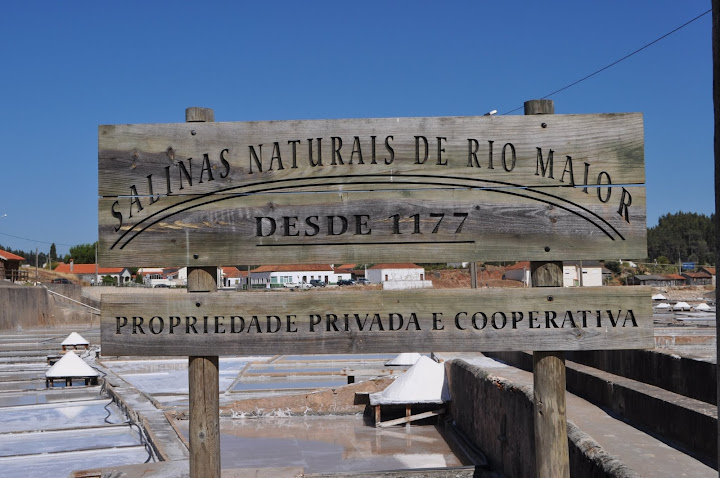 SALINAS NATURAIS DE RIO MAIOR
DESDE 1177
PROPRIEDADE PRIVADA E COOPERATIVA